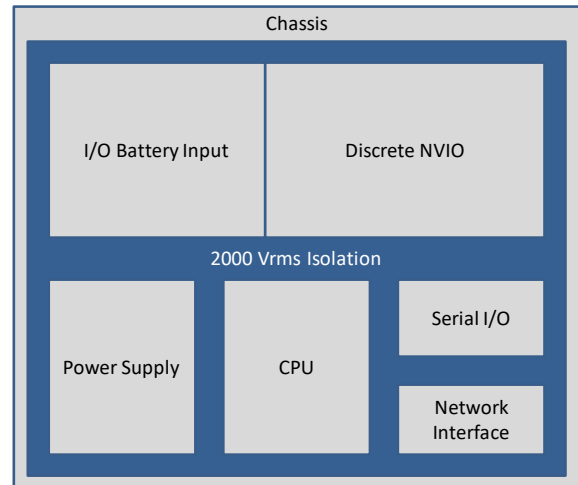 Chassis
I/O Battery Input
Discrete NVIO
2000 Vrms Isolation
Power Supply
CPU
Serial I/O
Network
Interface